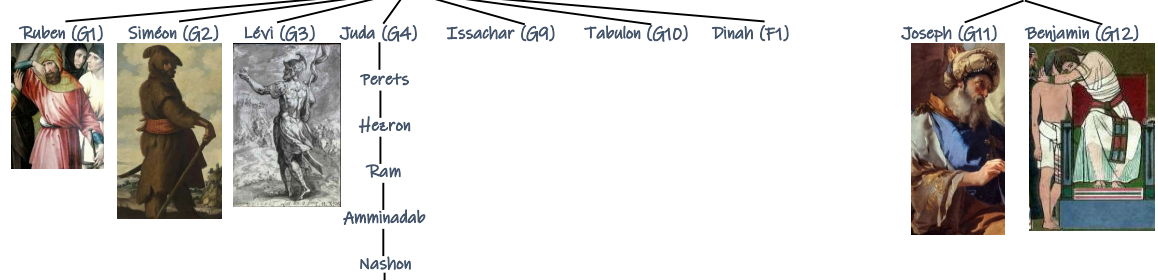 Ruben (G1) Siméon (G2) Lévi (G3) Juda (G4) Issachar (G9) Tabulon (G10) Dinah (F1) Joseph (G11) Benjamin (G12)
Perets
Hezron
Ram
Amminadab
Nashon